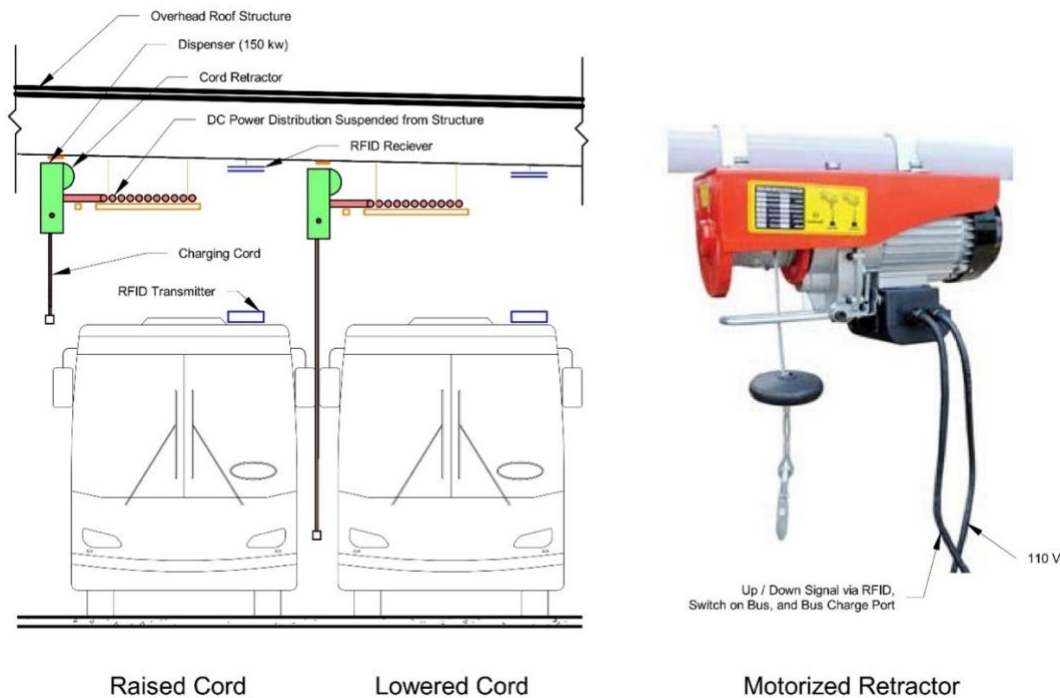 Overhead Roof Structure
Dispenser (150 kw)
Cord Retractor
DC Power Distribution Suspended from Structure
RFID Reciever
Charging Cord
RFID Transmitter
110 V
Up / Down Signal via RFID,
Switch on Bus, and Bus Charge Port
Raised Cord
Lowered Cord
Motorized Retractor